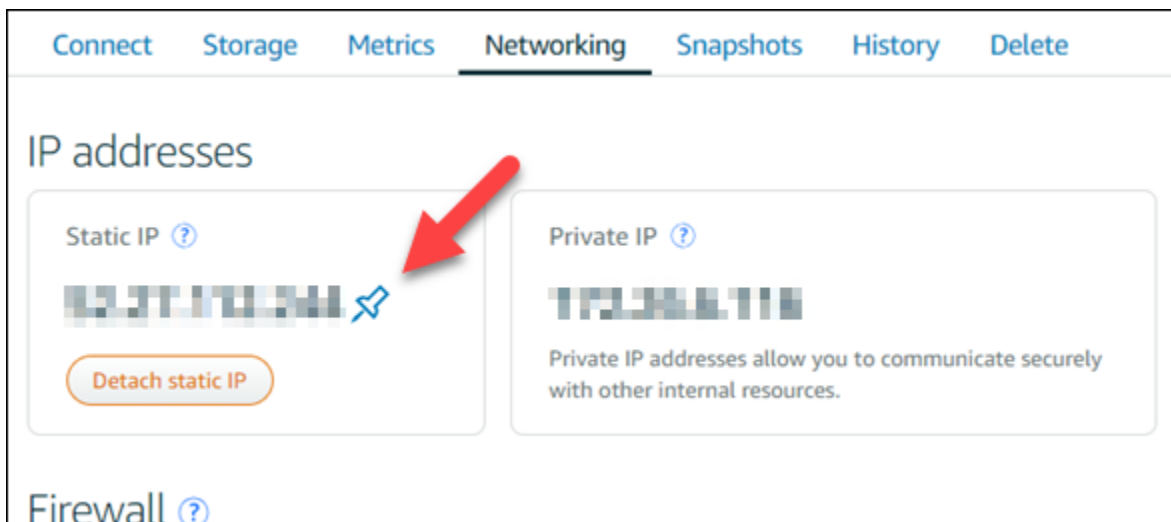 Connect Storage Metrics Networking Snapshots History Delete
IP addresses
Static IP ?
Private IP ?
Detach static IP
Private IP addresses allow you to communicate securely
with other internal resources.
Firewall ?